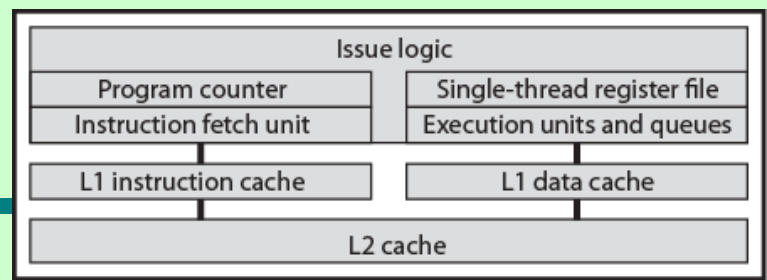 Issue logic
Program counter
Single-thread register file
Instruction fetch unit
Execution units and queues
L1 instruction cache
L1 data cache
L2 cache